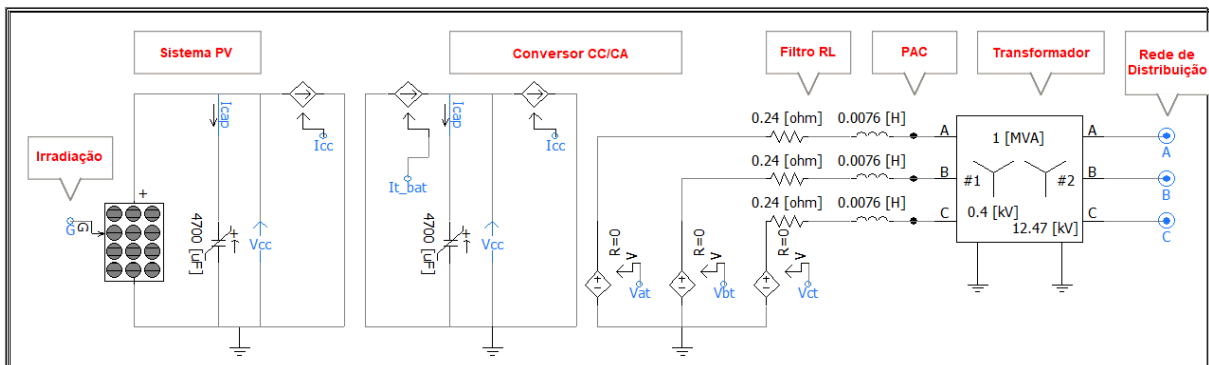 Sistema PV
Conversor CC/CA
Filtro RL
PAC
Transformador
Rede de
Distribuição
Irradiação
G
G
+
Icap
4700 [uF]
+
Vcc
Icc
It_bat
Icap
4700 [uF]
+
Vcc
Icc
R=0
V
Vat
R=0
V
Vbt
R=0
V
Vct
0.24 [ohm]
0.0076 [H]
0.24 [ohm]
0.0076 [H]
0.24 [ohm]
0.0076 [H]
A
B
C
1 [MVA]
#1
#2
0.4 [kV]
12.47 [kV]
A
B
C
A
B
C